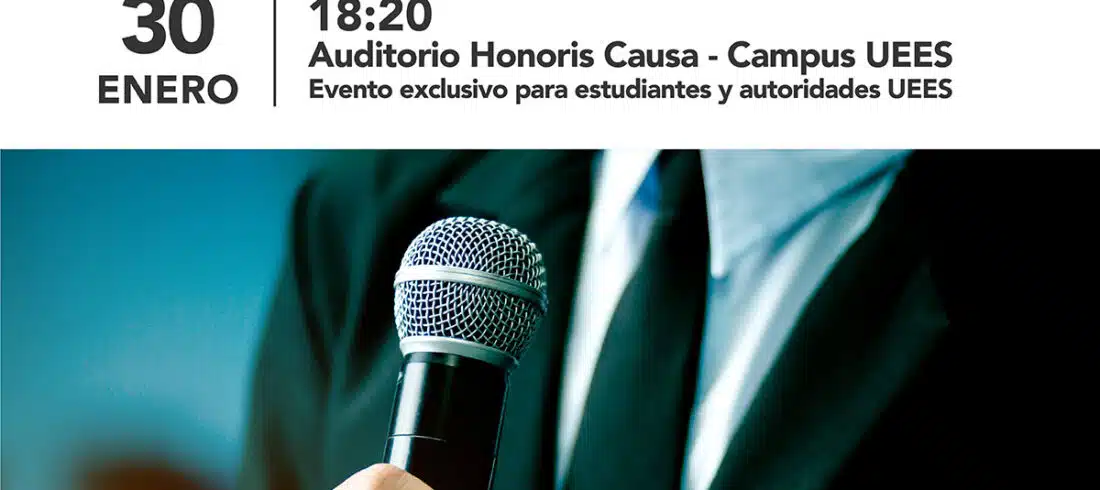 30
ENERO
18:20
Auditorio Honoris Causa - Campus UEES
Evento exclusivo para estudiantes y autoridades UEES